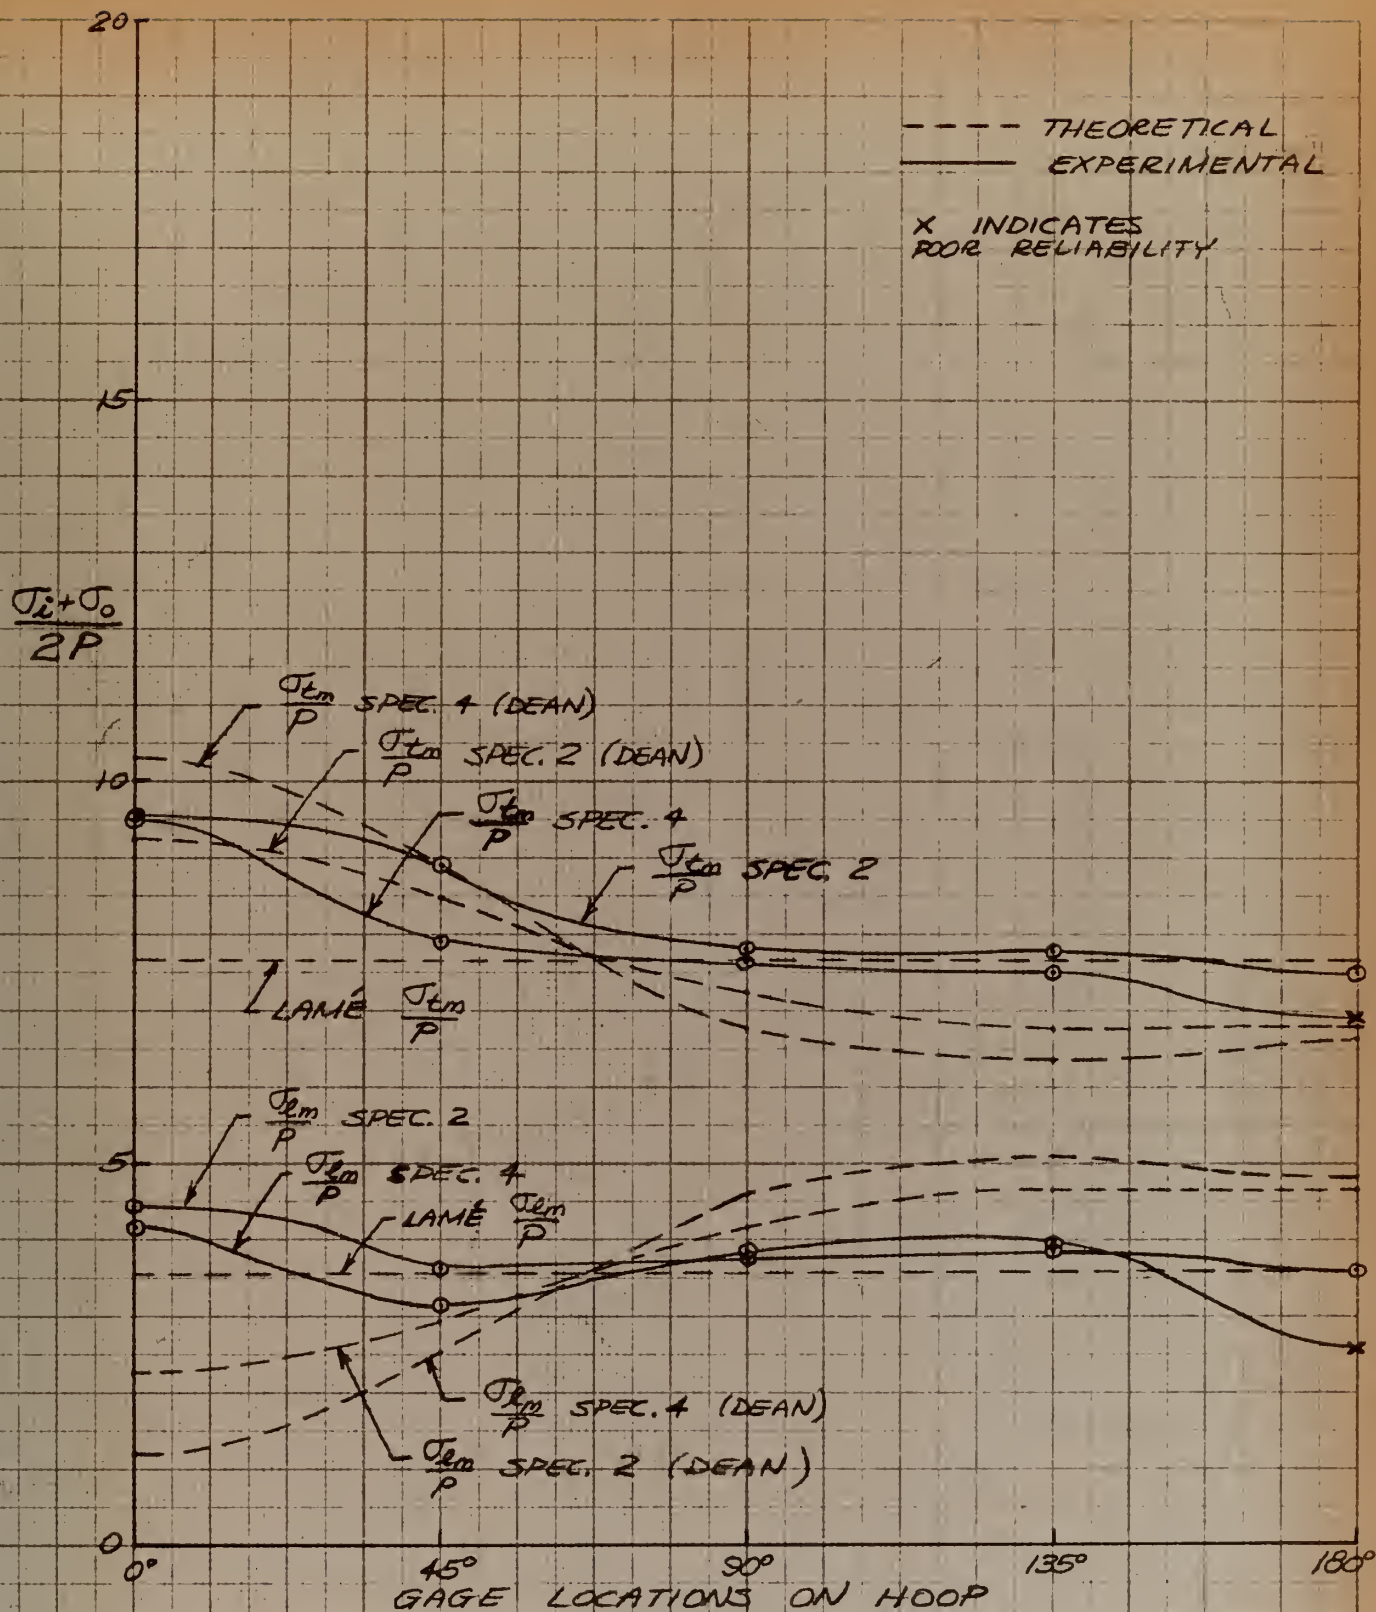 20
--- THEORETICAL
— EXPERIMENTAL
X INDICATES
POOR RELIABILITY
15
σi+σo
2P
σtm/P SPEC. 4 (DEAN)
σtm/P SPEC. 2 (DEAN)
10
σtm/P SPEC. 4
σtm/P SPEC. 2
LAMÉ σtm/P
σlm/P SPEC. 2
5
σlm/P SPEC. 4
LAMÉ σlm/P
σlm/P SPEC. 4 (DEAN)
σlm/P SPEC. 2 (DEAN)
0
0° 45° 90° 135° 180°
GAGE LOCATIONS ON HOOP